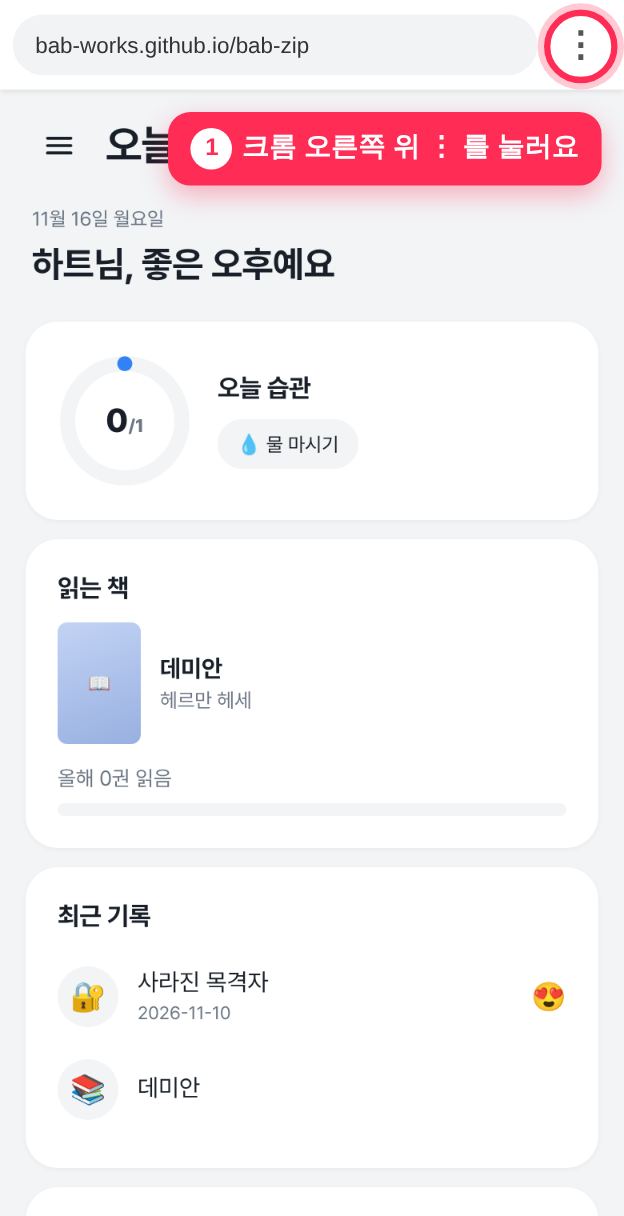 bab-works.github.io/bab-zip
오늘
1 크롬 오른쪽 위 ⋮ 를 눌러요
11월 16일 월요일
하트님, 좋은 오후예요
0/1
오늘 습관
💧 물 마시기
읽는 책
데미안
헤르만 헤세
올해 0권 읽음
최근 기록
사라진 목격자
2026-11-10
데미안